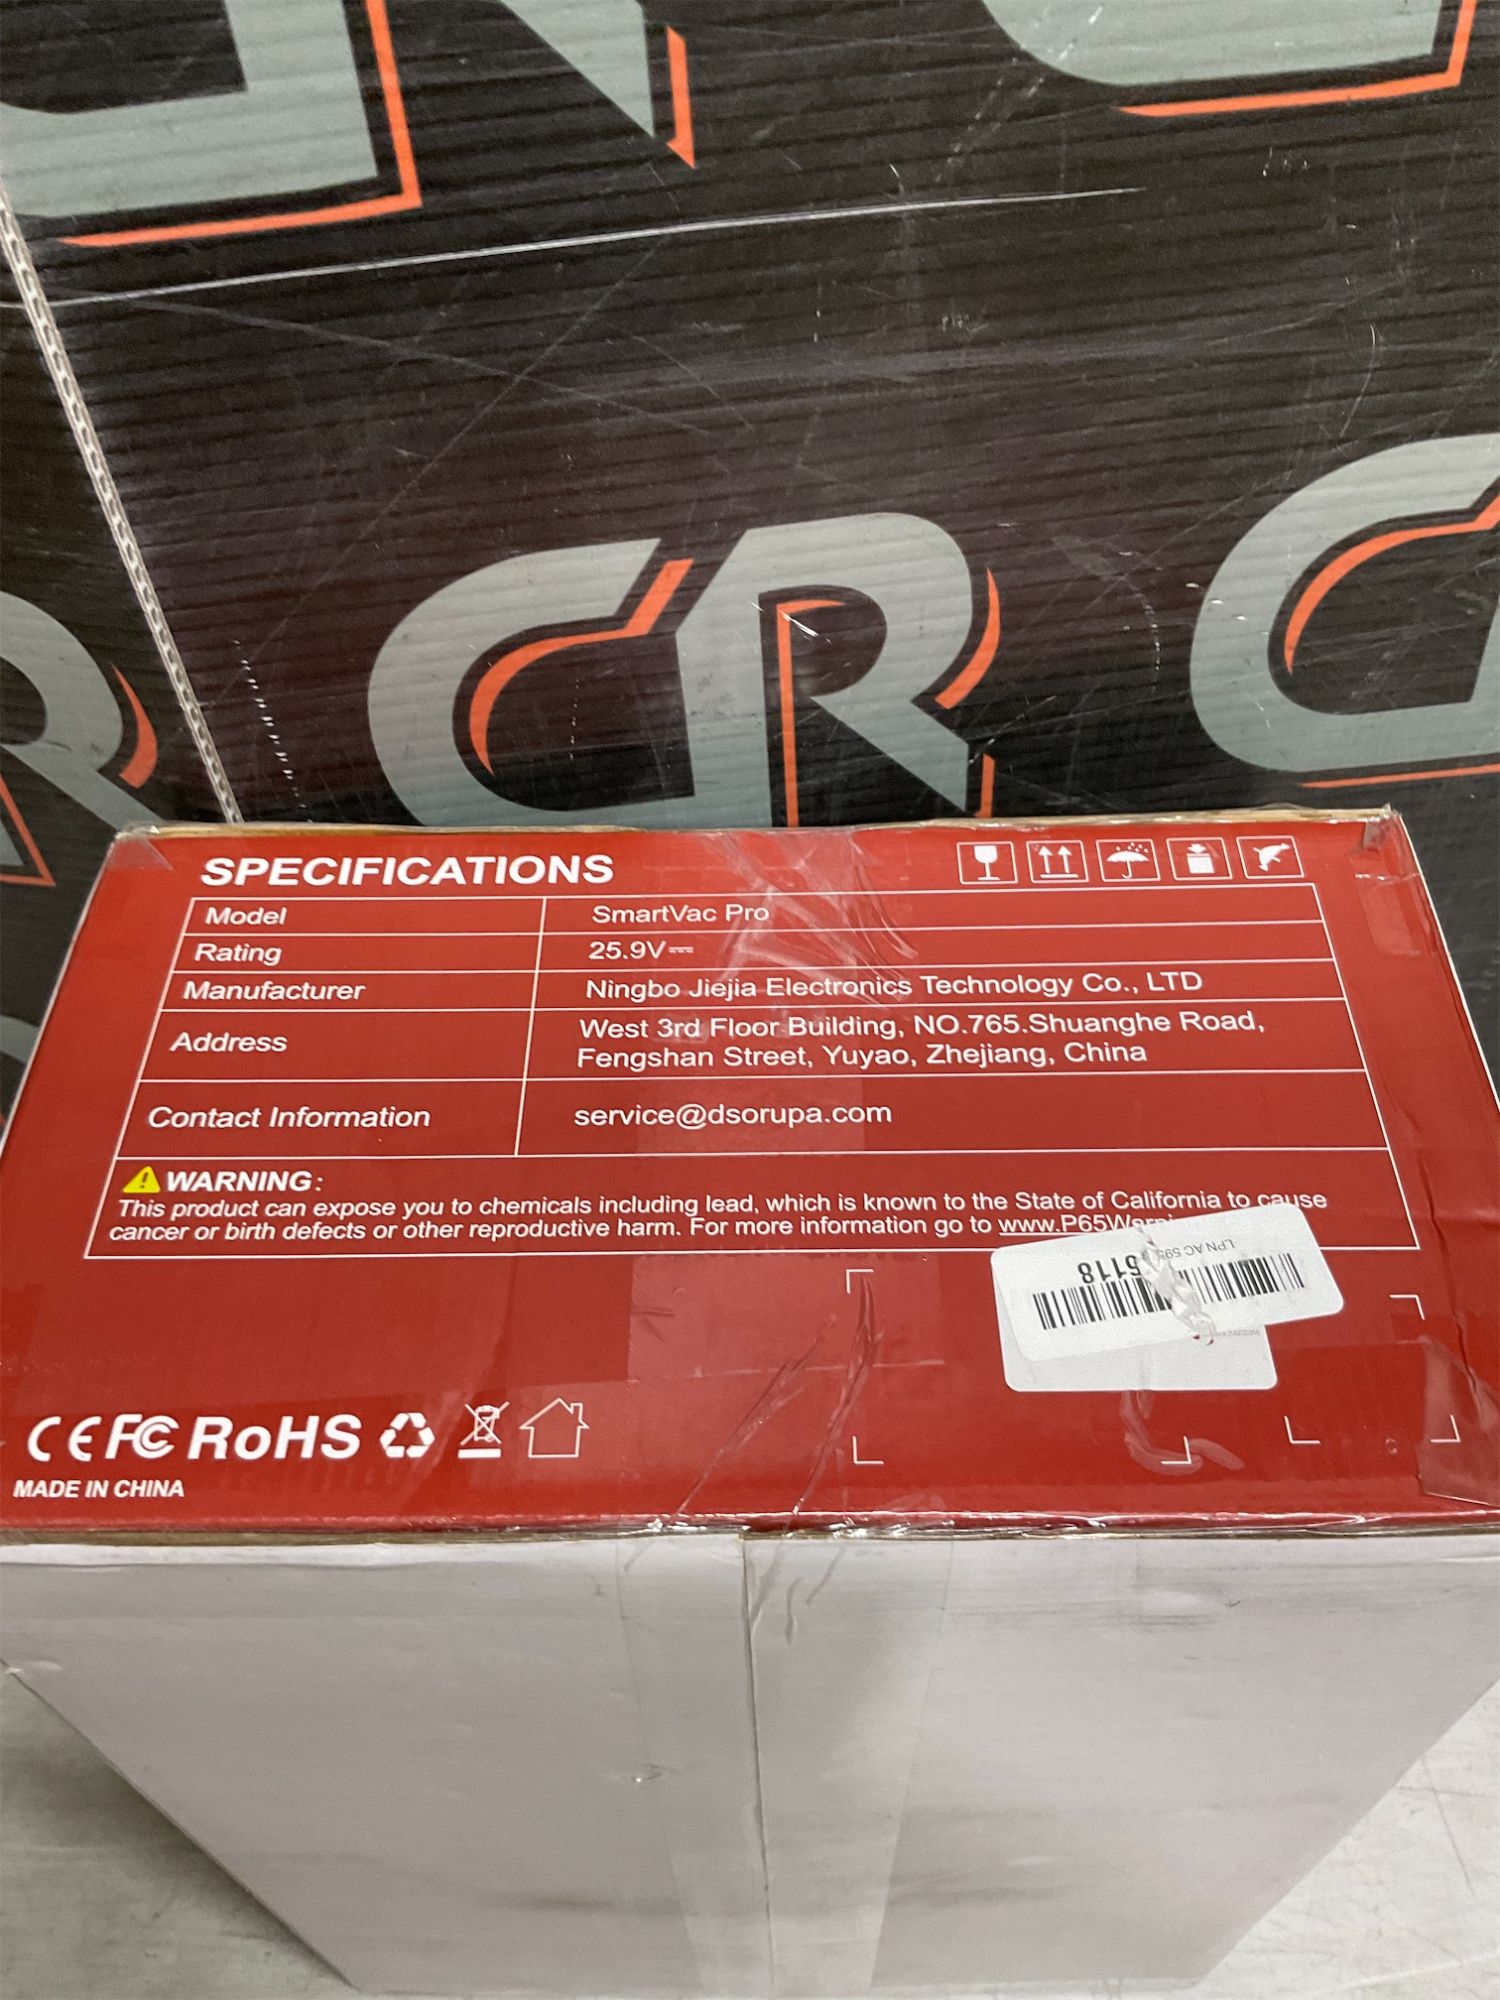 CR
SPECIFICATIONS
Model SmartVac Pro
Rating 25.9V⎓
Manufacturer Ningbo Jiejia Electronics Technology Co., LTD
Address West 3rd Floor Building, NO.765.Shuanghe Road,
Fengshan Street, Yuyao, Zhejiang, China
Contact Information service@dsorupa.com
WARNING:
This product can expose you to chemicals including lead, which is known to the State of California to cause
cancer or birth defects or other reproductive harm. For more information go to
LPN AC
CE FC RoHS
MADE IN CHINA